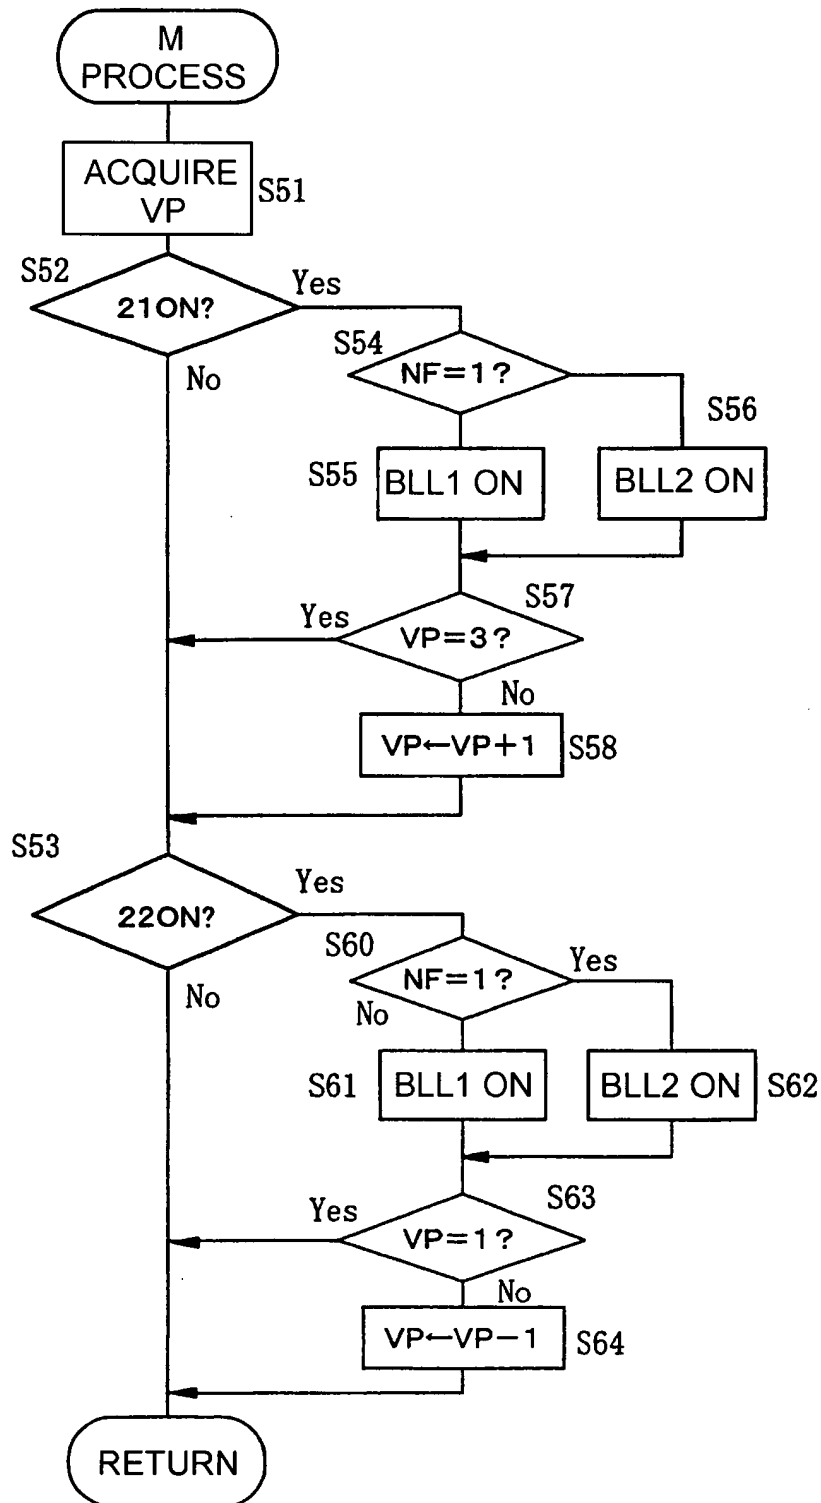 M
PROCESS
ACQUIRE
VP
S51
S52
21ON?
Yes
No
S54
NF=1?
S56
S55
BLL1 ON
BLL2 ON
S57
Yes
VP=3?
No
VP←VP+1
S58
S53
22ON?
Yes
No
S60
NF=1?
Yes
No
S61
BLL1 ON
BLL2 ON
S62
S63
Yes
VP=1?
No
VP←VP-1
S64
RETURN